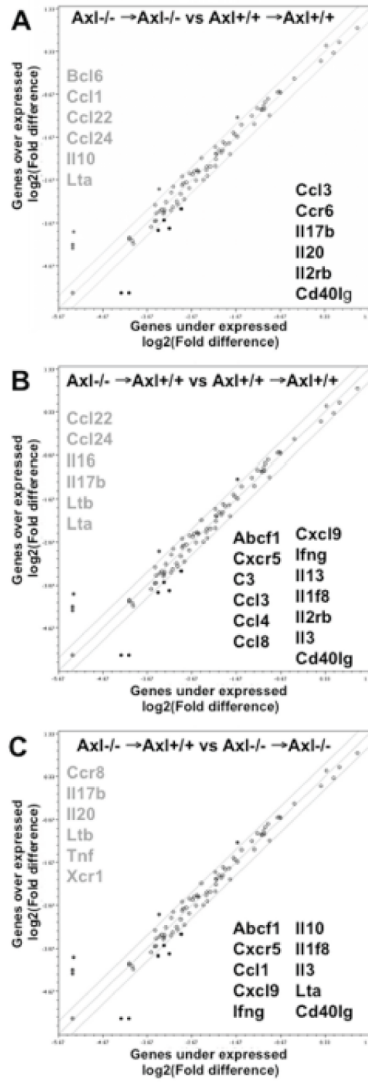 A
Axl-/- →Axl-/- vs Axl+/+ →Axl+/+
Genes over expressed
log2(Fold difference)
Bcl6
Ccl1
Ccl22
Ccl24
Il10
Lta
Ccl3
Ccr6
Il17b
Il20
Il2rb
Cd40lg
Genes under expressed
log2(Fold difference)
B
Axl-/- →Axl+/+ vs Axl+/+ →Axl+/+
Genes over expressed
log2(Fold difference)
Ccl22
Ccl24
Il16
Il17b
Ltb
Lta
Abcf1
Cxcr5
C3
Ccl3
Ccl4
Ccl8
Cxcl9
Ifng
Il13
Il1f8
Il2rb
Il3
Cd40lg
Genes under expressed
log2(Fold difference)
C
Axl-/- →Axl+/+ vs Axl-/- →Axl-/-
Genes over expressed
log2(Fold difference)
Ccr8
Il17b
Il20
Ltb
Tnf
Xcr1
Abcf1
Cxcr5
Ccl1
Cxcl9
Ifng
Il10
Il1f8
Il3
Lta
Cd40lg
Genes under expressed
log2(Fold difference)